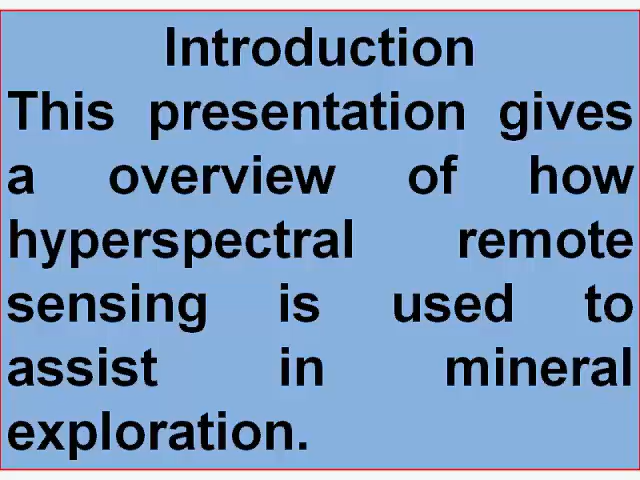 Introduction
This presentation gives
a overview of how
hyperspectral remote
sensing is used to
assist in mineral
exploration.